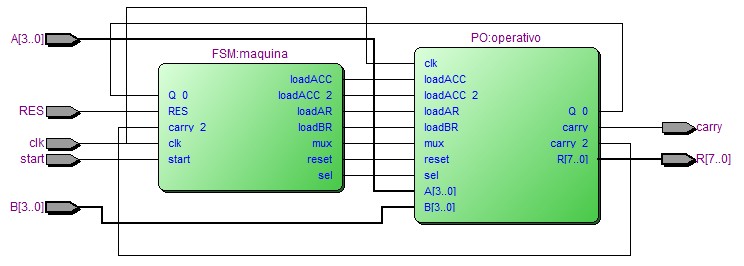 A[3..0]
RES
clk
start
B[3..0]
FSM:maquina
Q_0
RES
carry_2
clk
start
loadACC
loadACC_2
loadAR
loadBR
mux
reset
sel
PO:operativo
clk
loadACC
loadACC_2
loadAR
loadBR
mux
reset
sel
A[3..0]
B[3..0]
Q_0
carry
carry_2
R[7..0]
carry
R[7..0]